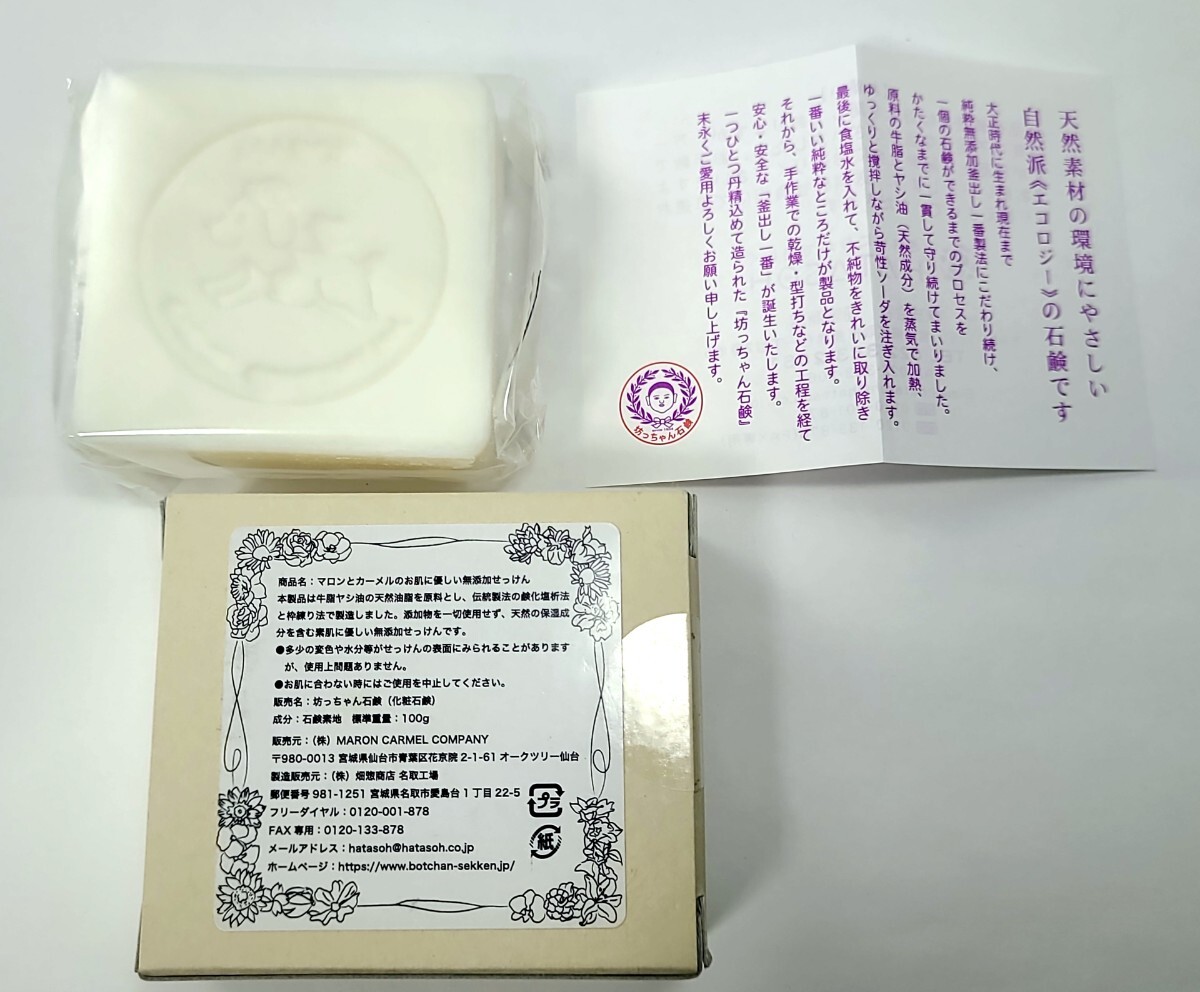 天然素材の環境にやさしい
自然派《エコロジー》の石鹸です
大正時代に生まれ現在まで
純粋無添加釜出し一番製法にこだわり続け、
一個の石鹸ができるまでのプロセスを
かたくなまでに一貫して守り続けてまいりました。
原料の牛脂とヤシ油（天然成分）を蒸気で加熱、
ゆっくりと撹拌しながら苛性ソーダを注ぎ入れます。
最後に食塩水を入れて、不純物をきれいに取り除き
一番いい純粋なところだけが製品となります。
それから、手作業での乾燥・型打ちなどの工程を経て
安心・安全な「釜出し一番」が誕生いたします。
一つひとつ丹精込めて造られた『坊っちゃん石鹸』
末永くご愛用よろしくお願い申し上げます。
坊っちゃん石鹸
商品名：マロンとカーメルのお肌に優しい無添加せっけん
本製品は牛脂ヤシ油の天然油脂を原料とし、伝統製法の鹸化塩析法
と枠練り法で製造しました。添加物を一切使用せず、天然の保湿成
分を含む素肌に優しい無添加せっけんです。
●多少の変色や水分等がせっけんの表面にみられることがあります
が、使用上問題ありません。
●お肌に合わない時にはご使用を中止してください。
販売名：坊っちゃん石鹸（化粧石鹸）
成分：石鹸素地　標準重量：100g
販売元：（株）MARON CARMEL COMPANY
〒980-0013 宮城県仙台市青葉区花京院 2-1-61 オークツリー仙台
製造販売元：（株）畑惣商店 名取工場
郵便番号 981-1251 宮城県名取市愛島台 1 丁目 22-5
フリーダイヤル：0120-001-878
FAX 専用：0120-133-878
メールアドレス：hatasoh@hatasoh.co.jp
ホームページ：https://www.botchan-sekken.jp/
プラ
紙